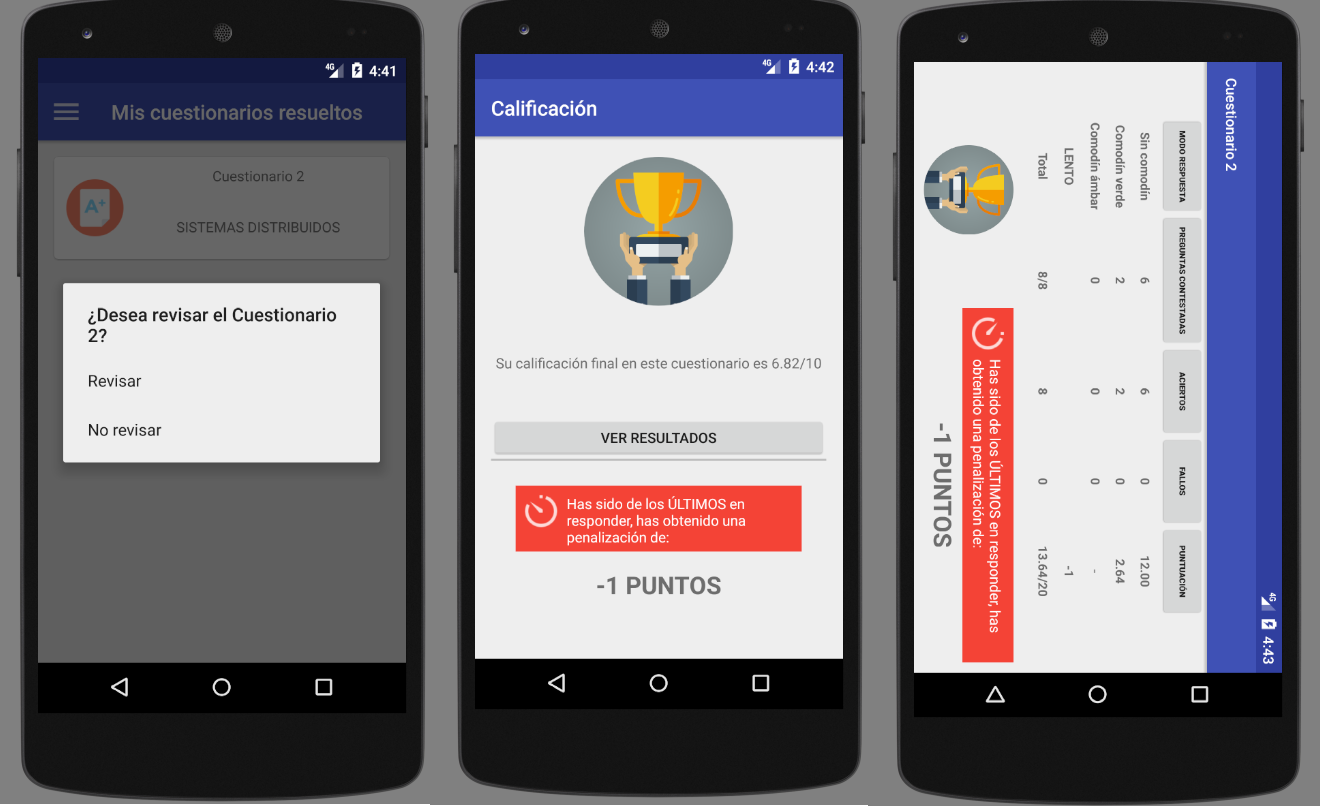 4G 4:41
Mis cuestionarios resueltos
Cuestionario 2
A+
SISTEMAS DISTRIBUIDOS
¿Desea revisar el Cuestionario
2?
Revisar
No revisar
4G 4:42
Calificación
Su calificación final en este cuestionario es 6.82/10
VER RESULTADOS
Has sido de los ÚLTIMOS en
responder, has obtenido una
penalización de:
-1 PUNTOS
4G 4:43
Cuestionario 2
MODO RESPUESTA PREGUNTAS CONTESTADAS ACIERTOS FALLOS PUNTUACIÓN
Sin comodín 6 6 0 12.00
Comodín verde 2 2 0 2.64
Comodín ámbar 0 0 0 -
LENTO -1
Total 8/8 8 0 13.64/20
Has sido de los ÚLTIMOS en responder, has
obtenido una penalización de:
-1 PUNTOS